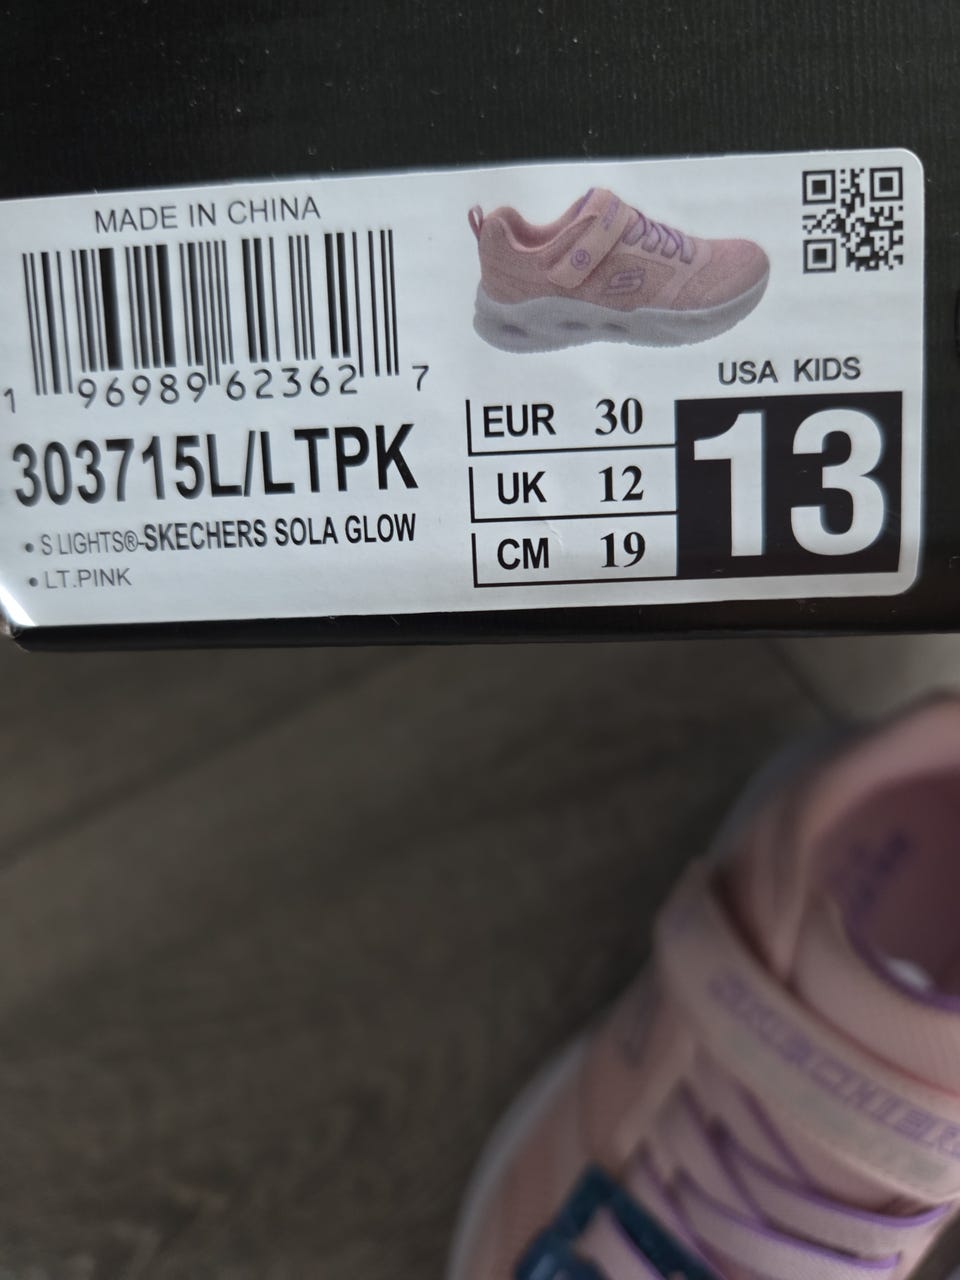 MADE IN CHINA
1 96989 62362 7
303715L/LTPK
• S LIGHTS®-SKECHERS SOLA GLOW
• LT.PINK
USA KIDS
13
EUR 30
UK 12
CM 19
SKECHERS